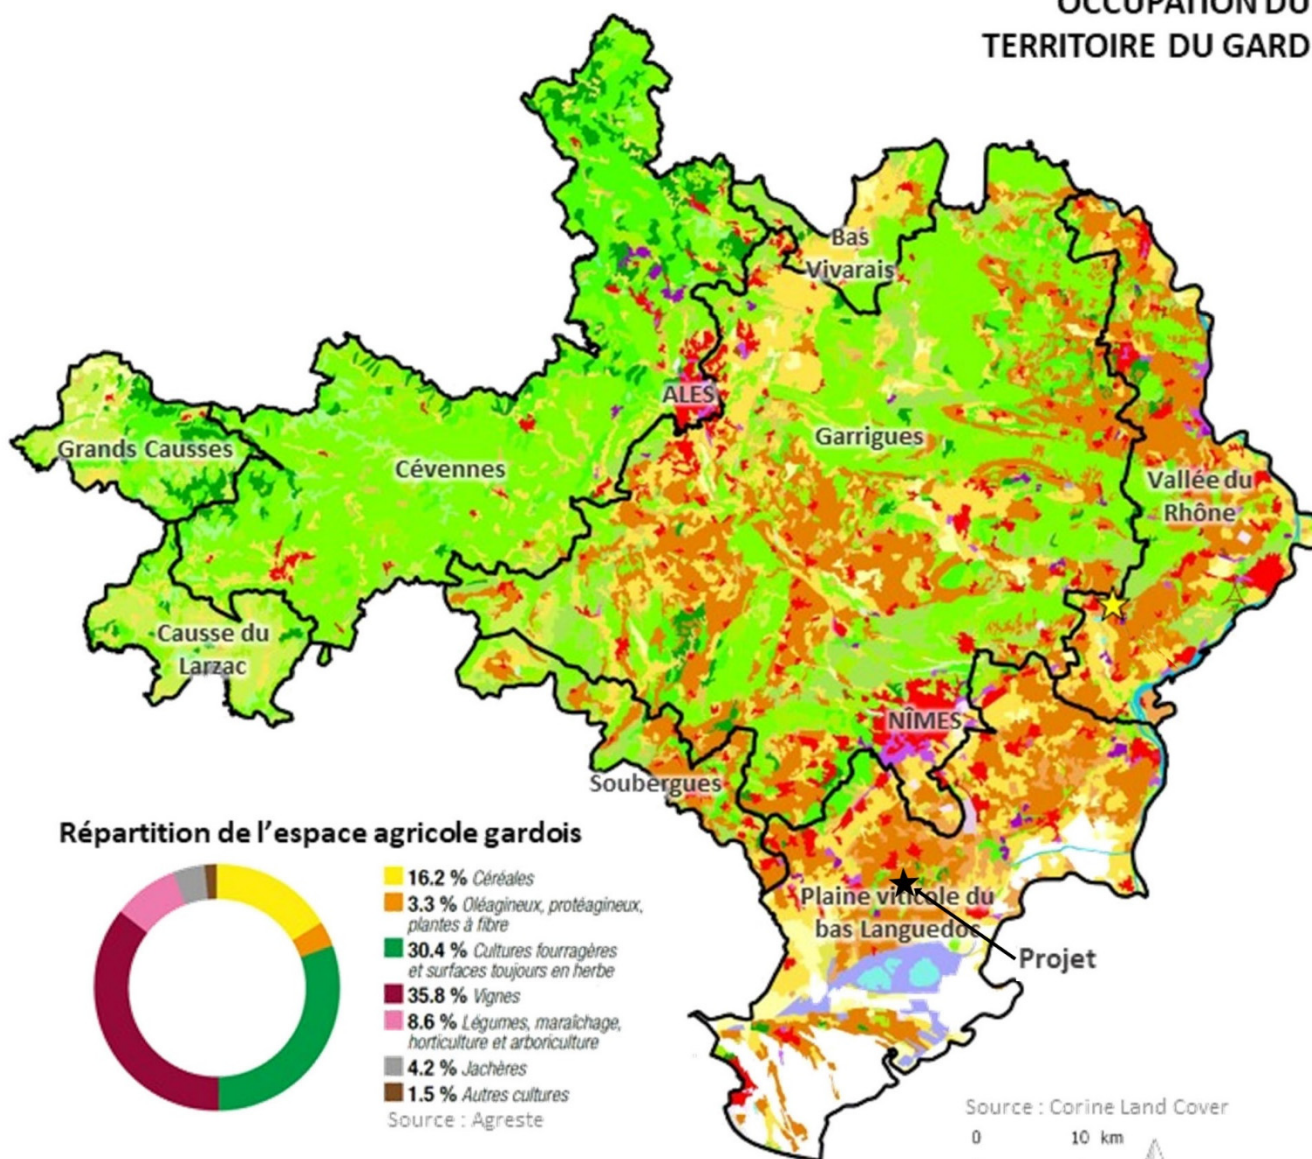 OCCUPATION DU
TERRITOIRE DU GARD
Bas
Vivarais
ALES
Garrigues
Grands Causses
Cévennes
Vallée du
Rhône
Causse du
Larzac
NÎMES
Soubergues
Répartition de l'espace agricole gardois
16.2 % Céréales
3.3 % Oléagineux, protéagineux,
plantes à fibre
30.4 % Cultures fourragères
et surfaces toujours en herbe
35.8 % Vignes
8.6 % Légumes, maraîchage,
horticulture et arboriculture
4.2 % Jachères
1.5 % Autres cultures
Source : Agreste
Plaine viticole du
bas Languedoc
Projet
Source : Corine Land Cover
0 10 km